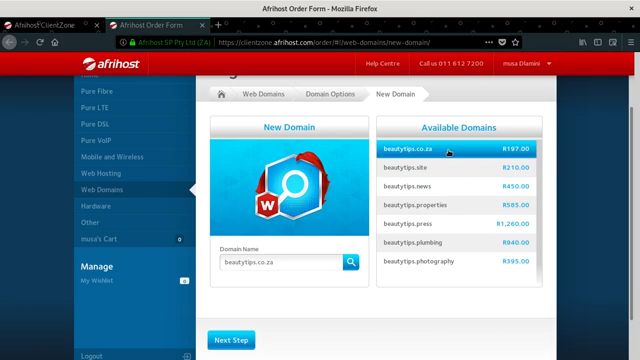 Afrihost Order Form - Mozilla Firefox
Afrihost ClientZone
Afrihost Order Form
Afrihost SP Pty Ltd (ZA)
https://clientzone.afrihost.com/order/#!/web-domains/new-domain/
afrihost
Help Centre
Call us 011 612 7200
musa Dlamini
Home
Pure Fibre
Pure LTE
Pure DSL
Pure VoIP
Mobile and Wireless
Web Hosting
Web Domains
Hardware
Other
musa's Cart
0
Manage
My Wishlist
0
Logout
Web Domains
Domain Options
New Domain
New Domain
W
Domain Name
beautytips.co.za
Available Domains
beautytips.co.za R197.00
beautytips.site R210.00
beautytips.news R450.00
beautytips.properties R585.00
beautytips.press R1,260.00
beautytips.plumbing R940.00
beautytips.photography R395.00
Next Step